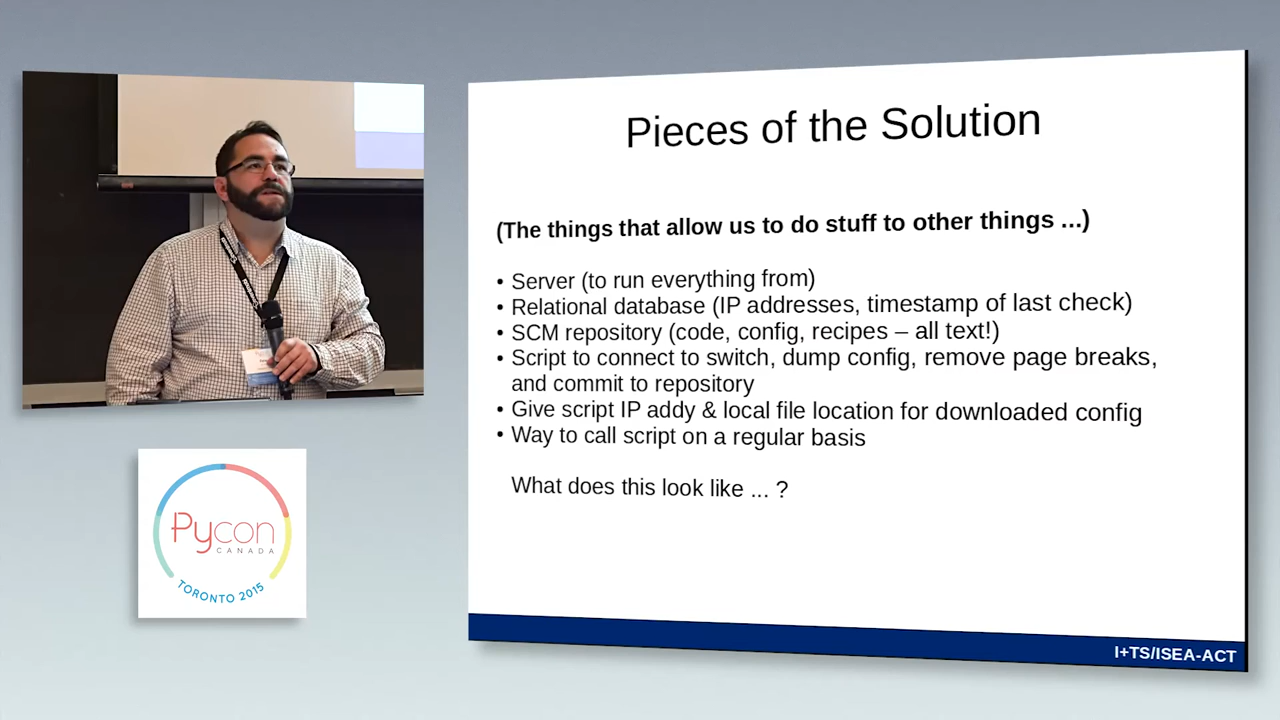 Pieces of the Solution
(The things that allow us to do stuff to other things ...)
• Server (to run everything from)
• Relational database (IP addresses, timestamp of last check)
• SCM repository (code, config, recipes – all text!)
• Script to connect to switch, dump config, remove page breaks,
and commit to repository
• Give script IP addy & local file location for downloaded config
• Way to call script on a regular basis
What does this look like ... ?
I+TS/ISEA-ACT
Pycon
CANADA
TORONTO 2015